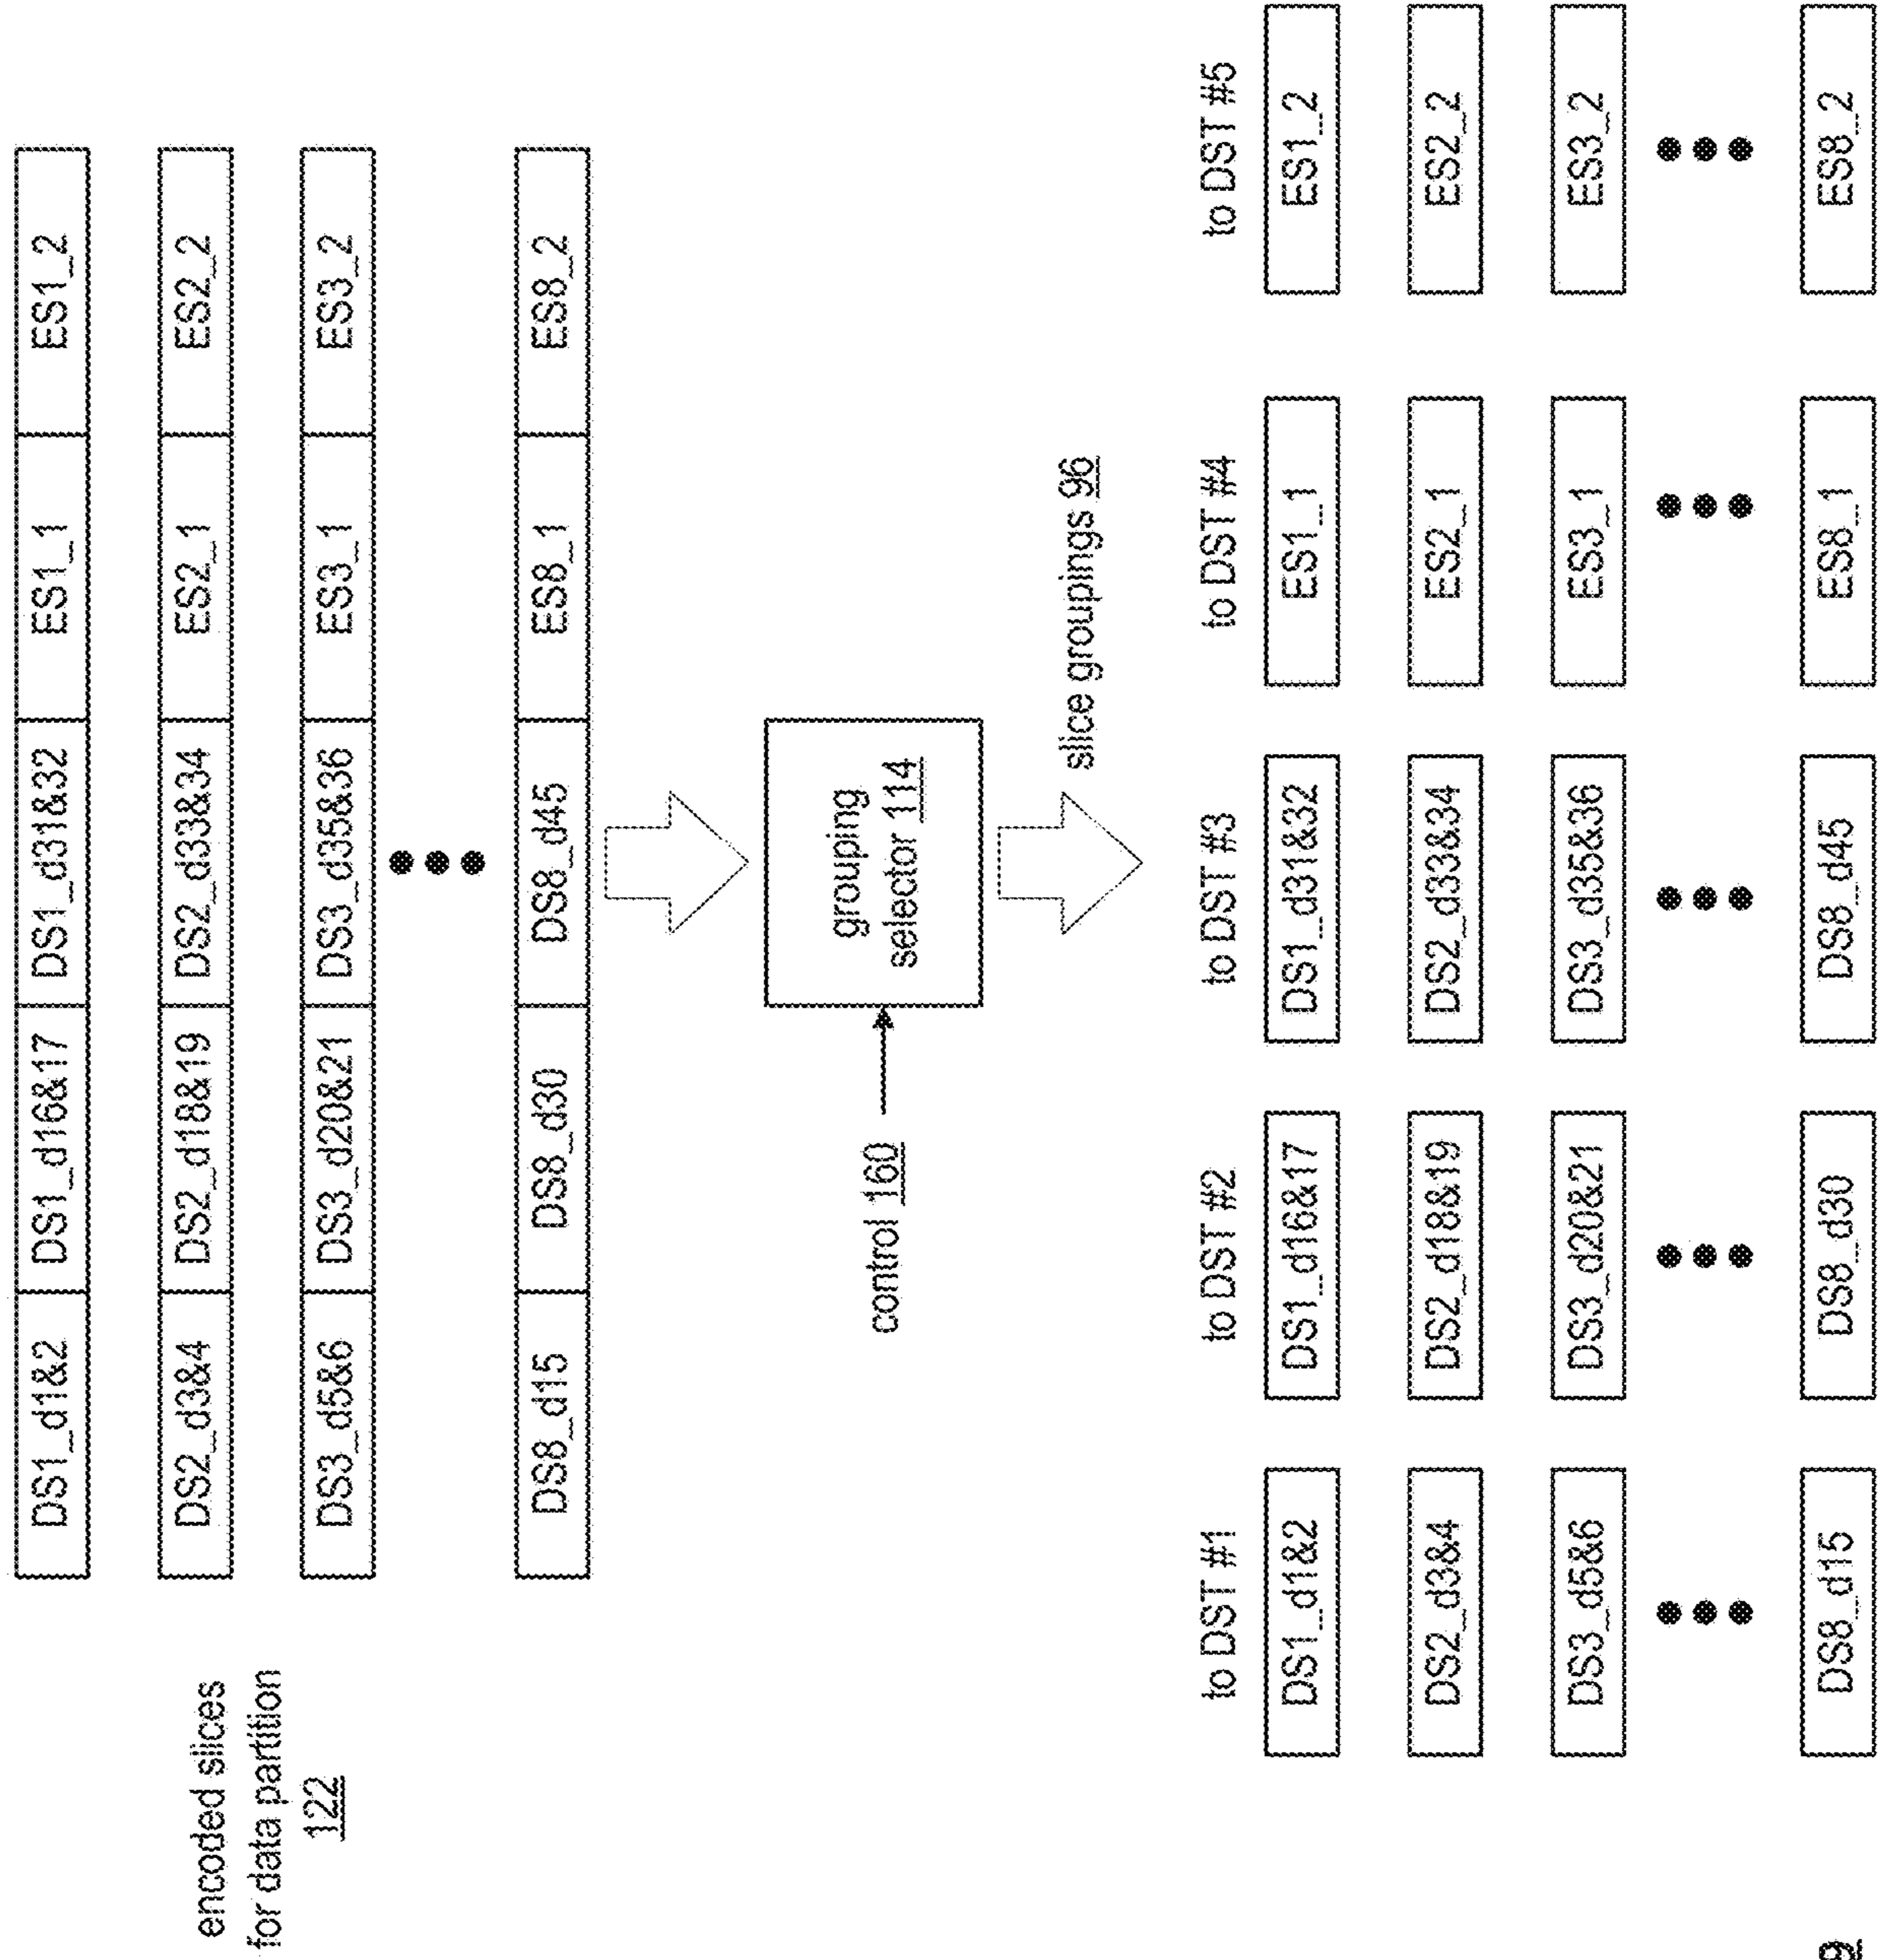 encoded slices
for data partition
122
DS1_d1&2 DS1_d16&17 DS1_d31&32 ES1_1 ES1_2
DS2_d3&4 DS2_d18&19 DS2_d33&34 ES2_1 ES2_2
DS3_d5&6 DS3_d20&21 DS3_d35&36 ES3_1 ES3_2
DS8_d15 DS8_d30 DS8_d45 ES8_1 ES8_2
control 160
grouping
selector 114
slice groupings 96
to DST #1 to DST #2 to DST #3 to DST #4 to DST #5
DS1_d1&2 DS1_d16&17 DS1_d31&32 ES1_1 ES1_2
DS2_d3&4 DS2_d18&19 DS2_d33&34 ES2_1 ES2_2
DS3_d5&6 DS3_d20&21 DS3_d35&36 ES3_1 ES3_2
DS8_d15 DS8_d30 DS8_d45 ES8_1 ES8_2